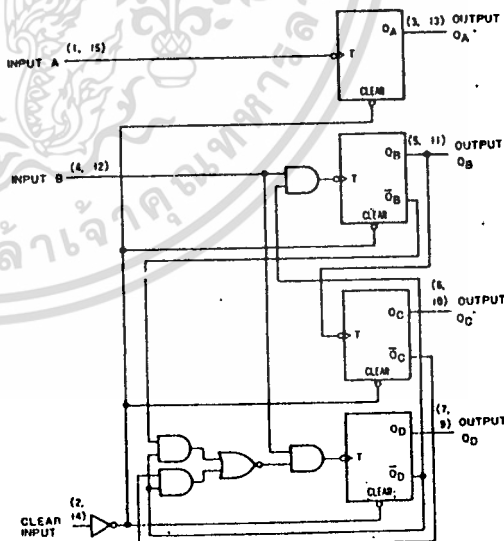 (3, 13) OUTPUT
QA
QA
(1, 15)
INPUT A
T
CLEAR
(5, 11) OUTPUT
QB
QB
(4, 12)
INPUT B
T
Q̅B
CLEAR
(6,
10) OUTPUT
QC
QC
T
Q̅C
CLEAR
(7,
9) OUTPUT
QD
QD
T
Q̅D
CLEAR
(2,
14)
CLEAR
INPUT